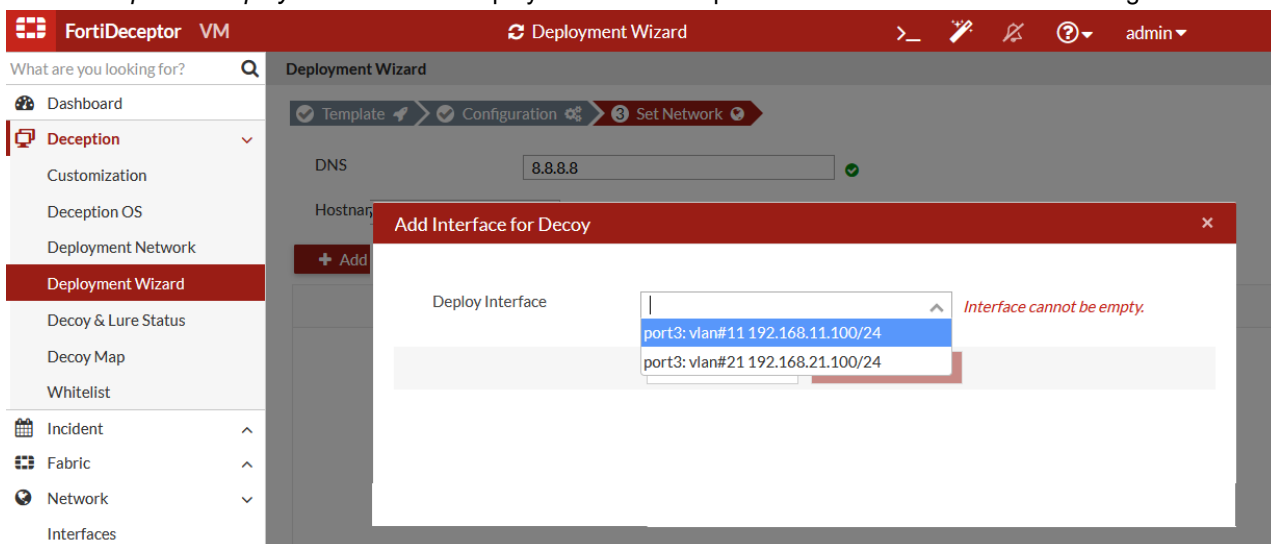 FortiDeceptor VM
Deployment Wizard
>_
admin
What are you looking for?
Deployment Wizard
Dashboard
Template
Configuration
3 Set Network
Deception
DNS
8.8.8.8
Customization
Deception OS
Add Interface for Decoy
×
Deployment Network
+ Add
Deployment Wizard
Deploy Interface
Interface cannot be empty.
Decoy & Lure Status
port3: vlan#11 192.168.11.100/24
Decoy Map
port3: vlan#21 192.168.21.100/24
Whitelist
Incident
Fabric
Network
Interfaces